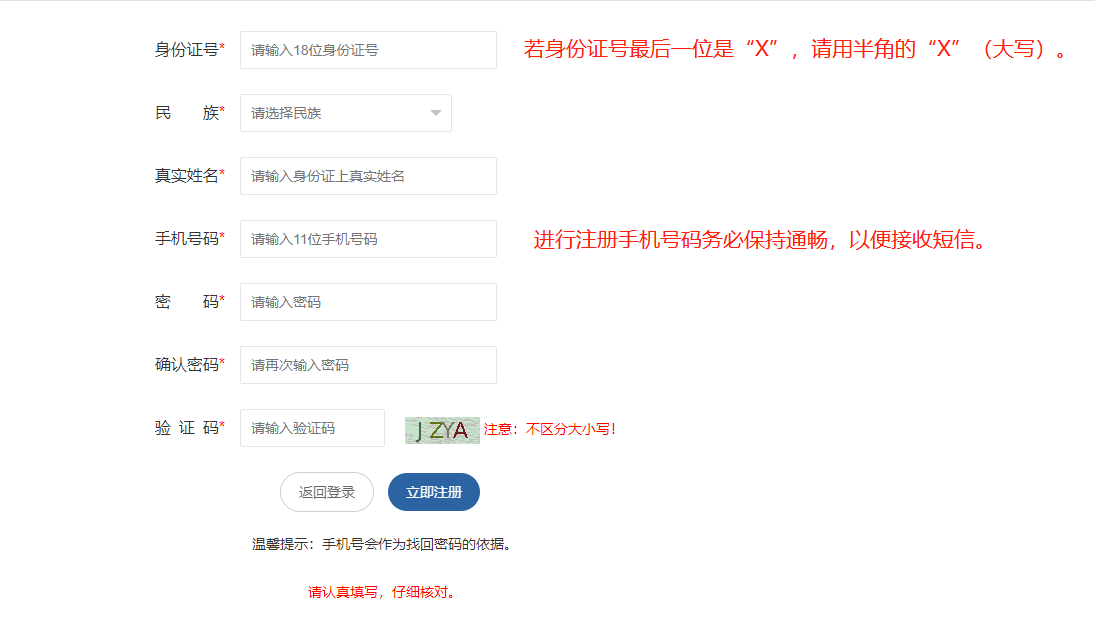 身份证号* 请输入18位身份证号 若身份证号最后一位是“X”，请用半角的“X”（大写）。
民 族* 请选择民族
真实姓名* 请输入身份证上真实姓名
手机号码* 请输入11位手机号码 进行注册手机号码务必保持通畅，以便接收短信。
密 码* 请输入密码
确认密码* 请再次输入密码
验 证 码* 请输入验证码 JZYA 注意：不区分大小写！
返回登录 立即注册
温馨提示：手机号会作为找回密码的依据。
请认真填写，仔细核对。